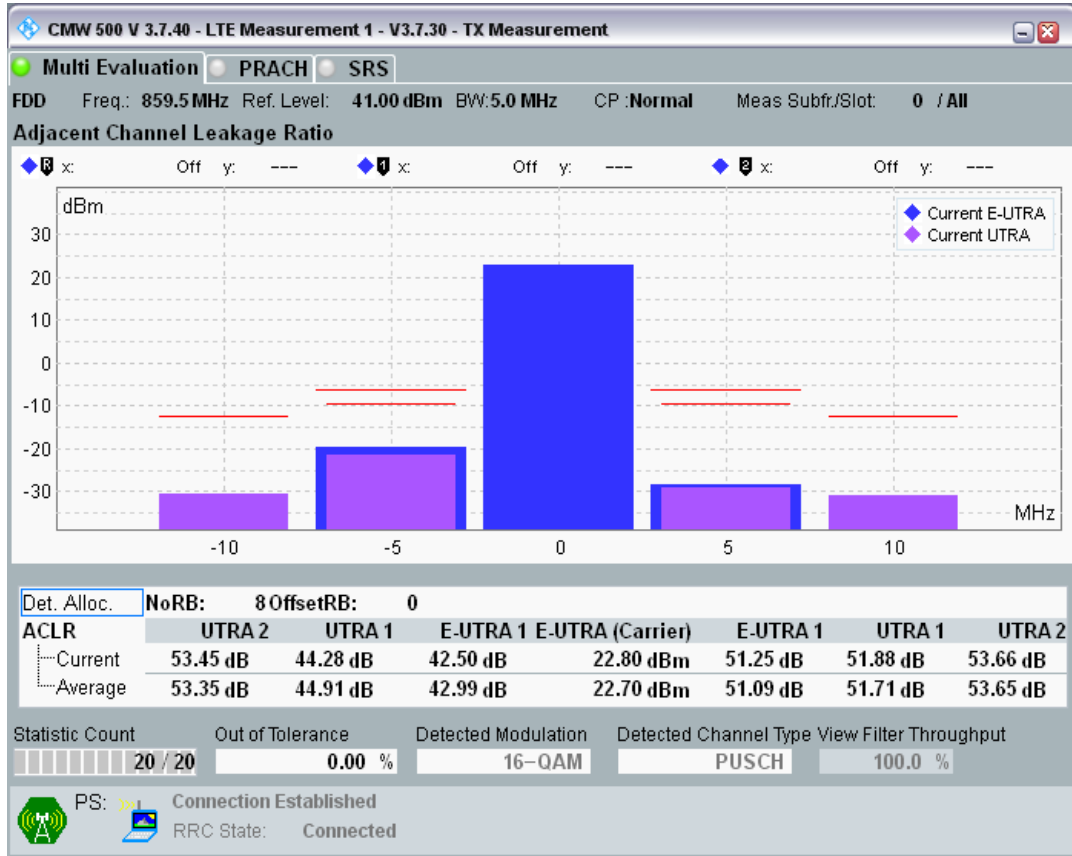 CMW 500 V 3.7.40 - LTE Measurement 1 - V3.7.30 - TX Measurement
Multi Evaluation PRACH SRS
FDD Freq.: 859.5 MHz Ref. Level: 41.00 dBm BW: 5.0 MHz CP : Normal Meas Subfr./Slot: 0 / All
Adjacent Channel Leakage Ratio
R x: Off y: --- 1 x: Off y: --- 2 x: Off y: ---
dBm
Current E-UTRA
Current UTRA
30
20
10
0
-10
-20
-30
MHz
-10 -5 0 5 10
Det. Alloc. NoRB: 8 OffsetRB: 0
ACLR UTRA 2 UTRA 1 E-UTRA 1 E-UTRA (Carrier) E-UTRA 1 UTRA 1 UTRA 2
Current 53.45 dB 44.28 dB 42.50 dB 22.80 dBm 51.25 dB 51.88 dB 53.66 dB
Average 53.35 dB 44.91 dB 42.99 dB 22.70 dBm 51.09 dB 51.71 dB 53.65 dB
Statistic Count Out of Tolerance Detected Modulation Detected Channel Type View Filter Throughput
20 / 20 0.00 % 16-QAM PUSCH 100.0 %
PS: Connection Established
RRC State: Connected